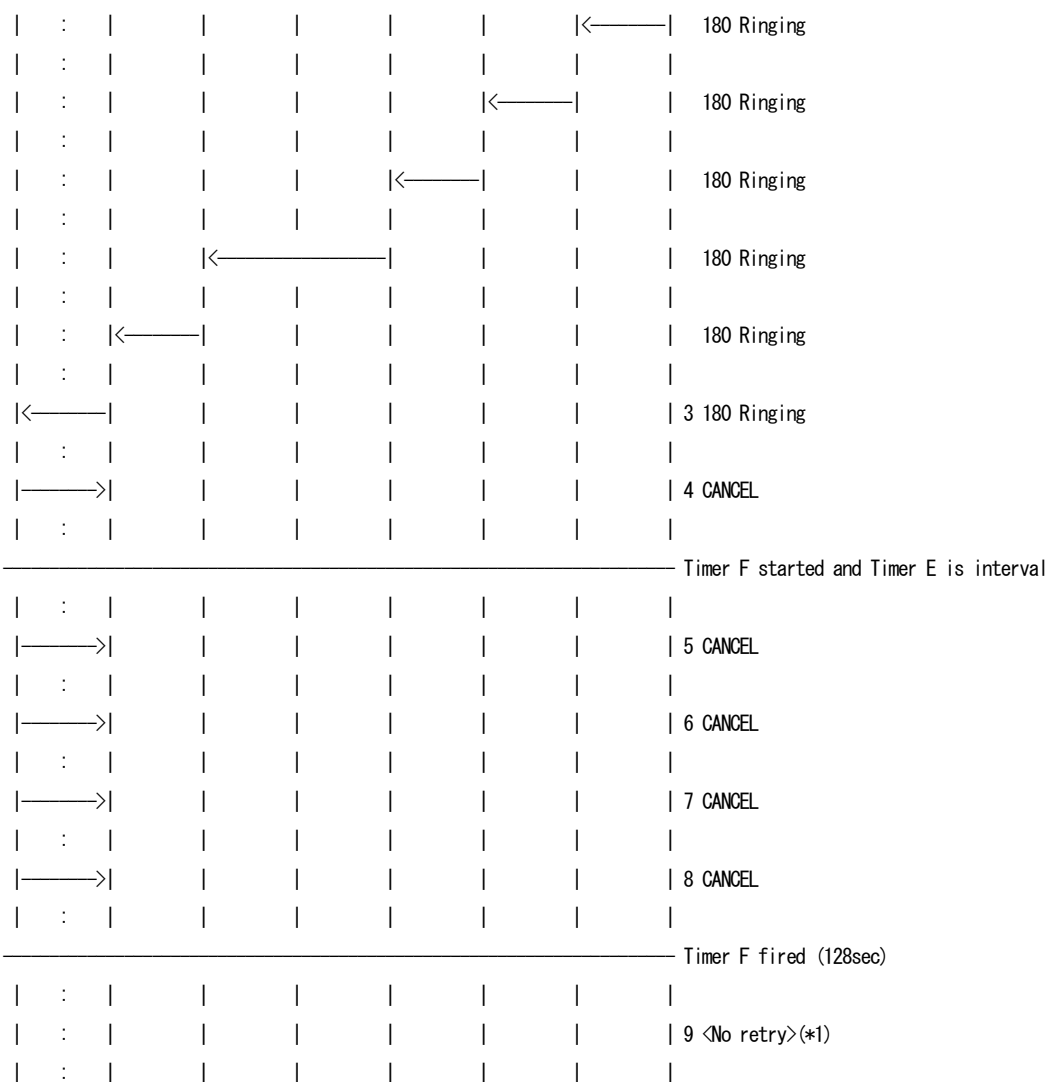 180 Ringing
180 Ringing
180 Ringing
180 Ringing
180 Ringing
3 180 Ringing
4 CANCEL
Timer F started and Timer E is interval
5 CANCEL
6 CANCEL
7 CANCEL
8 CANCEL
Timer F fired (128sec)
9 <No retry>(*1)